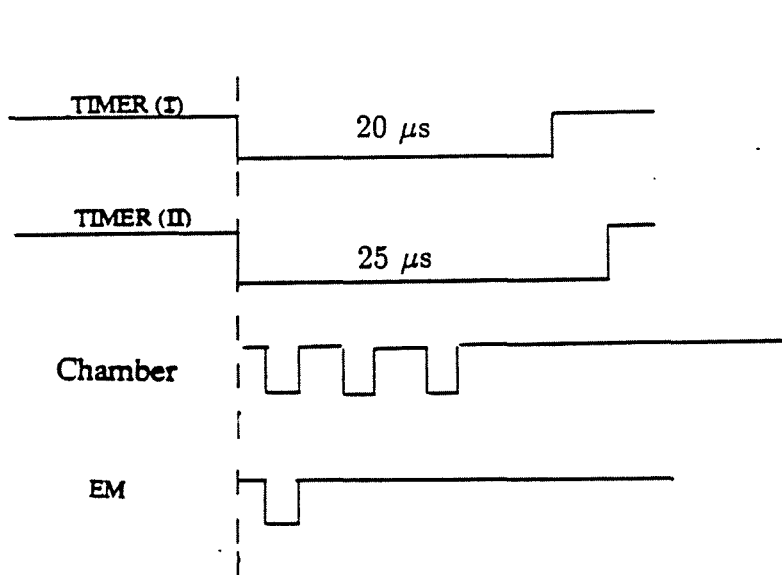 TIMER (I)
20 μs
TIMER (II)
25 μs
Chamber
EM